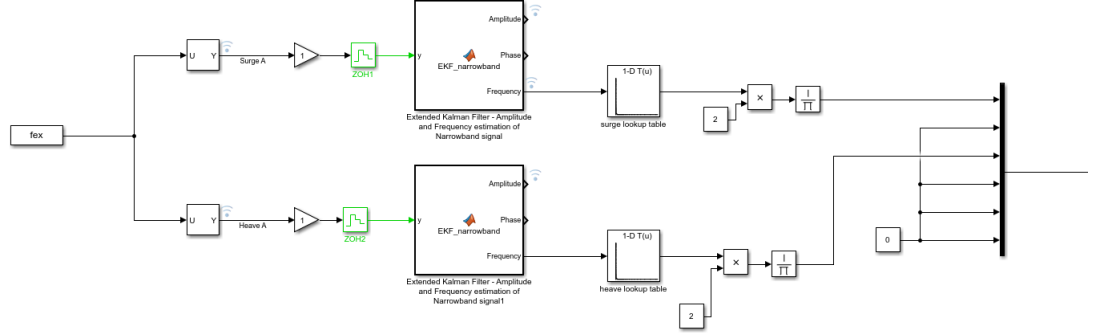 fex
U Y
Surge A
1
ZOH1
y
EKF_narrowband
Amplitude
Phase
Frequency
Extended Kalman Filter - Amplitude
and Frequency estimation of
Narrowband signal
1-D T(u)
surge lookup table
2
×
U Y
Heave A
1
ZOH2
y
EKF_narrowband
Amplitude
Phase
Frequency
Extended Kalman Filter - Amplitude
and Frequency estimation of
Narrowband signal1
1-D T(u)
heave lookup table
2
×
0